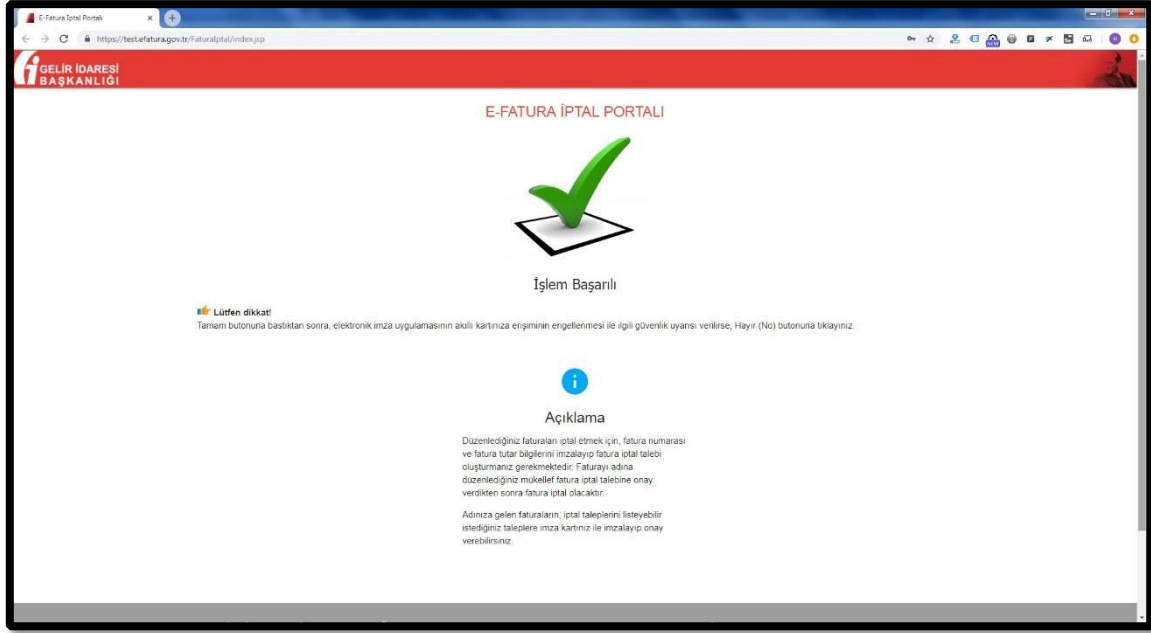 E-Fatura İptal Portalı
https://test.efatura.gov.tr/FaturaIptal/index.jsp
NEW
GELİR İDARESİ
BAŞKANLIĞI
E-FATURA İPTAL PORTALI
İşlem Başarılı
Lütfen dikkat!
Tamam butonuna bastıktan sonra, elektronik imza uygulamasının akıllı kartınıza erişiminin engellenmesi ile ilgili güvenlik uyarısı verilirse, Hayır (No) butonuna tıklayınız.
Açıklama
Düzenlediğiniz faturaları iptal etmek için, fatura numarası
ve fatura tutar bilgilerini imzalayıp fatura iptal talebi
oluşturmanız gerekmektedir. Faturayı adına
düzenlediğiniz mükellef fatura iptal talebine onay
verdikten sonra fatura iptal olacaktır.
Adınıza gelen faturaların, iptal taleplerini listeyebilir
istediğiniz taleplere imza kartınız ile imzalayıp onay
verebilirsiniz.